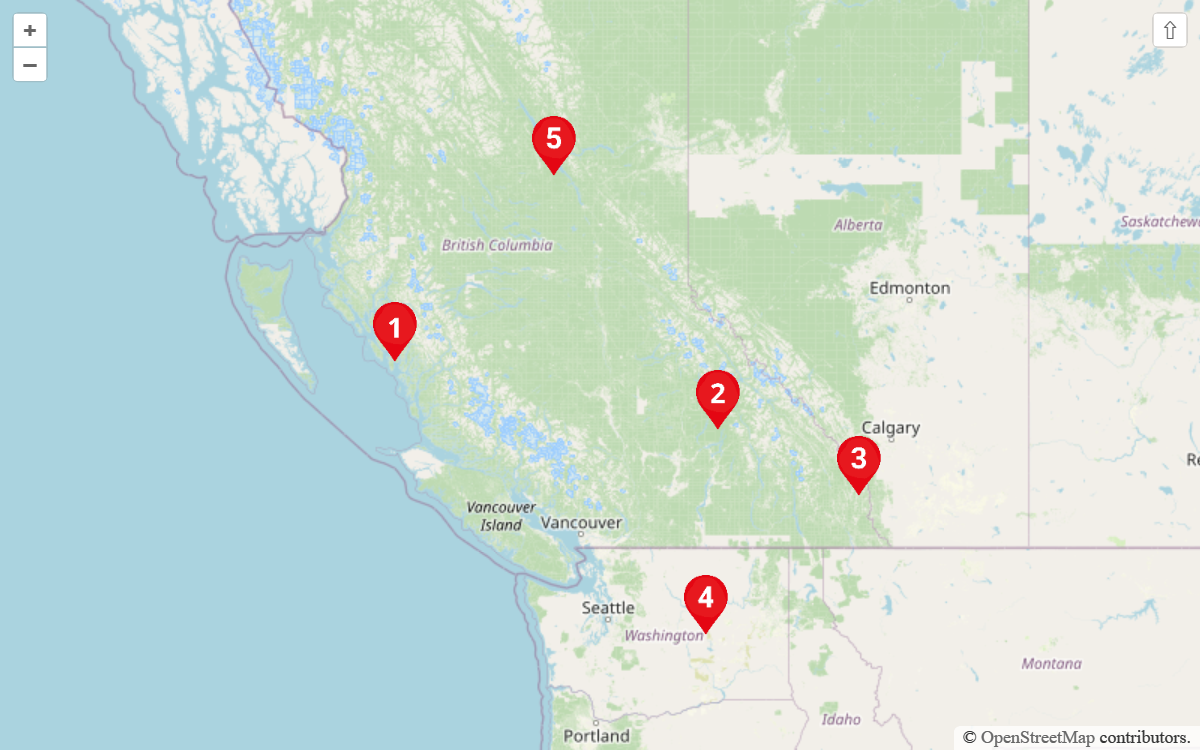 +
−
⇧
5
British Columbia
Alberta
Saskatchew
Edmonton
1
2
Calgary
3
Re
Vancouver
Island
Vancouver
4
Seattle
Washington
Montana
Idaho
Portland
© OpenStreetMap contributors.